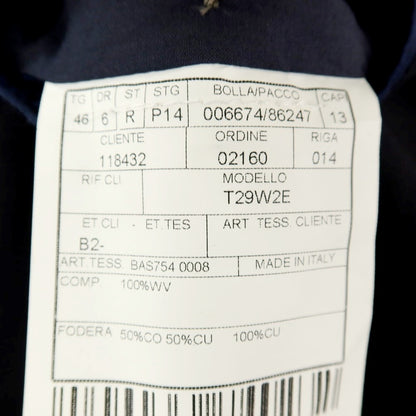 TG DR ST STG BOLLA/PACCO CAP
46 6 R P14 006674/86247 13
CLIENTE ORDINE RIGA
118432 02160 014
RIF CLI MODELLO
T29W2E
ET CLI - ET.TES ART. TESS. CLIENTE
B2-
ART. TESS. BAS754 0008 MADE IN ITALY
COMP. 100%WV
FODERA 50%CO 50%CU 100%CU